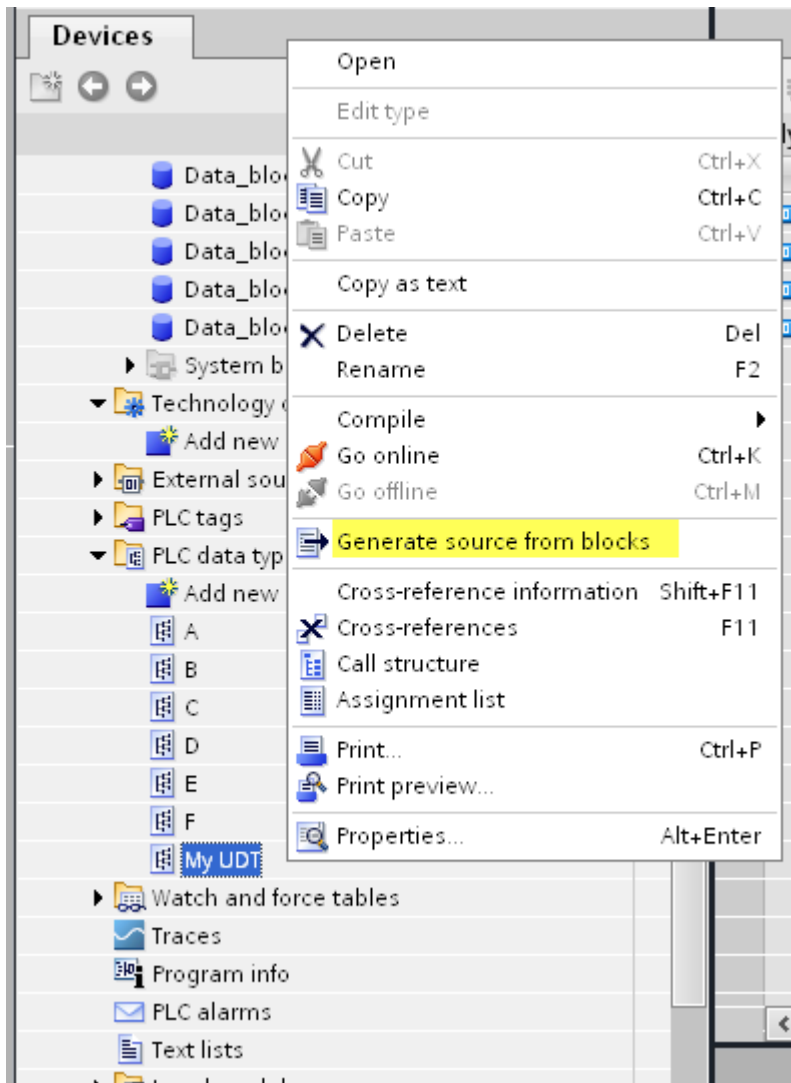 Devices
Open
Edit type
Cut Ctrl+X
Copy Ctrl+C
Paste Ctrl+V
Copy as text
Delete Del
Rename F2
Compile
Go online Ctrl+K
Go offline Ctrl+M
Generate source from blocks
Cross-reference information Shift+F11
Cross-references F11
Call structure
Assignment list
Print... Ctrl+P
Print preview...
Properties... Alt+Enter
Data_blo
Data_blo
Data_blo
Data_blo
Data_blo
System b
Technology
Add new
External sou
PLC tags
PLC data typ
Add new
A
B
C
D
E
F
My UDT
Watch and force tables
Traces
Program info
PLC alarms
Text lists